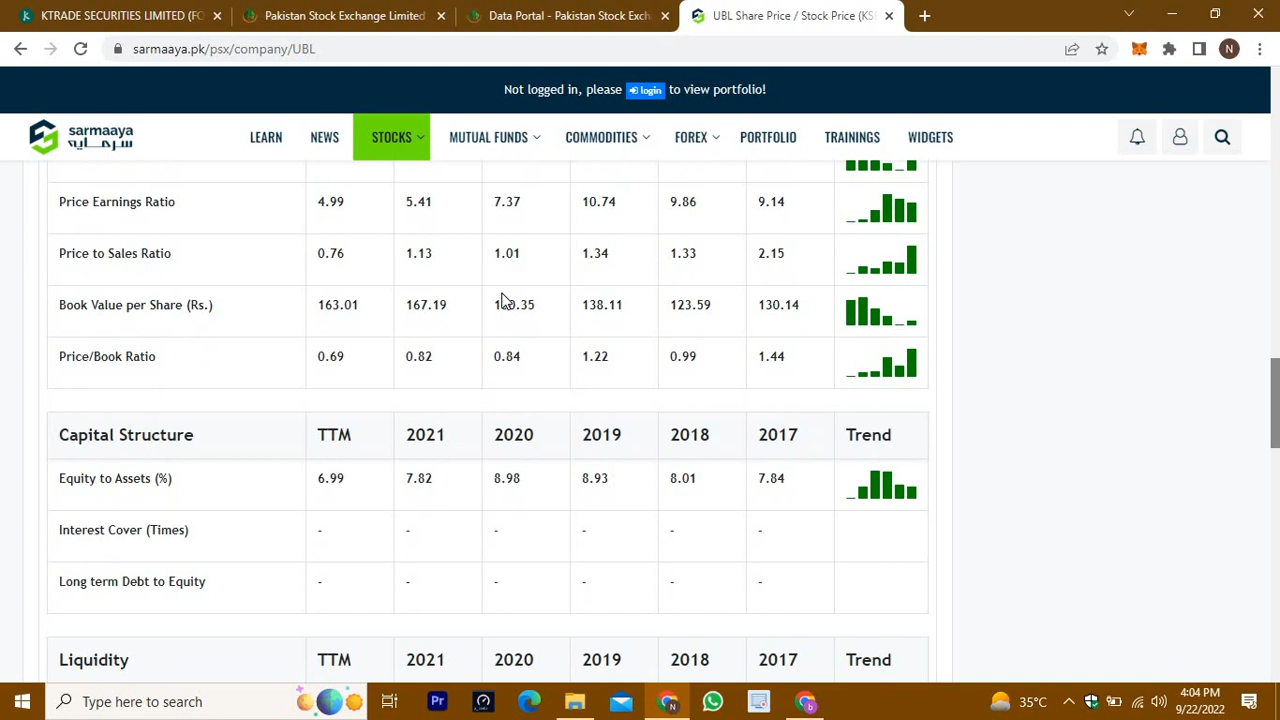 KTRADE SECURITIES LIMITED (FO
Pakistan Stock Exchange Limited
Data Portal - Pakistan Stock Exch
UBL Share Price / Stock Price (KS
sarmaaya.pk/psx/company/UBL
N
Not logged in, please login to view portfolio!
sarmaaya
سرمایہ
LEARN NEWS STOCKS MUTUAL FUNDS COMMODITIES FOREX PORTFOLIO TRAININGS WIDGETS
Price Earnings Ratio 4.99 5.41 7.37 10.74 9.86 9.14
Price to Sales Ratio 0.76 1.13 1.01 1.34 1.33 2.15
Book Value per Share (Rs.) 163.01 167.19 138.11 123.59 130.14
Price/Book Ratio 0.69 0.82 0.84 1.22 0.99 1.44
Capital Structure TTM 2021 2020 2019 2018 2017 Trend
Equity to Assets (%) 6.99 7.82 8.98 8.93 8.01 7.84
Interest Cover (Times) - - - - - -
Long term Debt to Equity - - - - - -
Liquidity TTM 2021 2020 2019 2018 2017 Trend
Type here to search
Pr
N
b
35°C
4:04 PM
9/22/2022